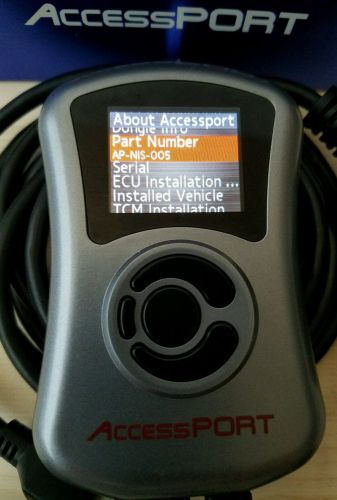 AccessPORT
About Accessport
Dongle Info
Part Number
AP-NIS-005
Serial
ECU Installation ...
Installed Vehicle
TCM Installation
AccessPORT